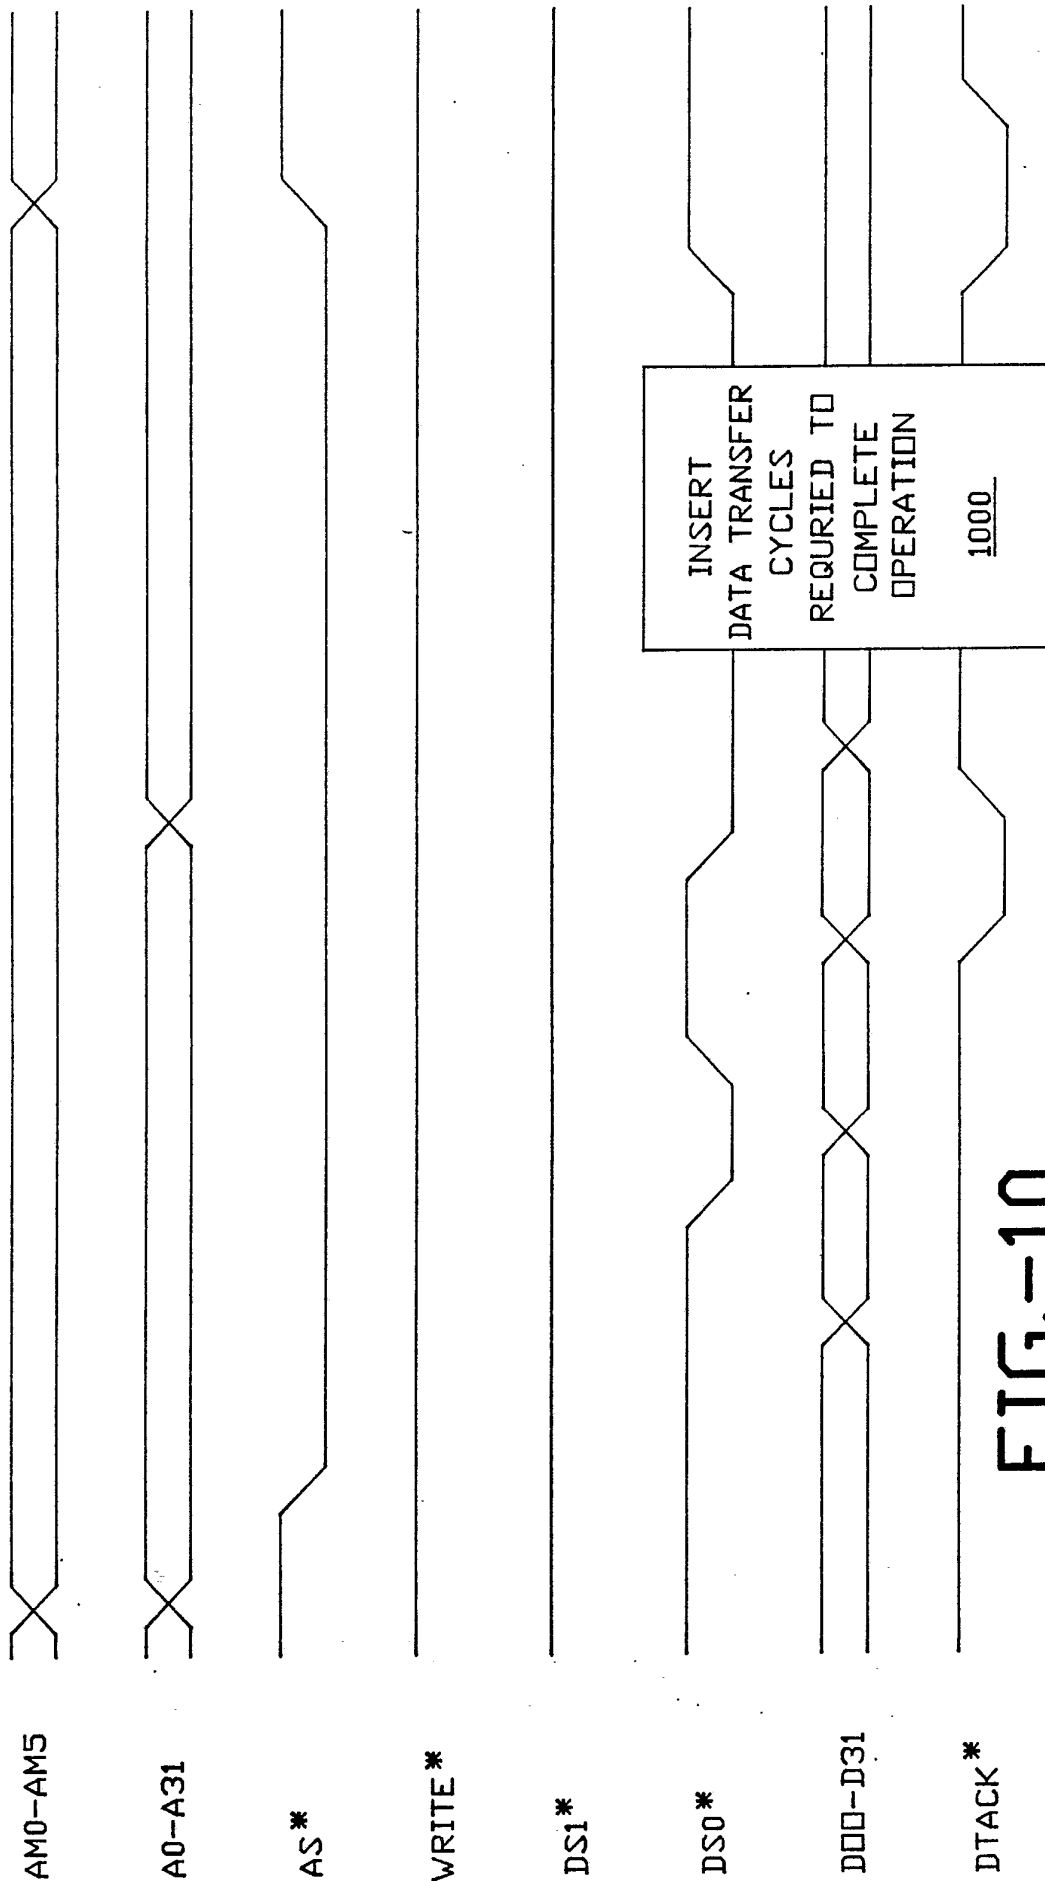 AM0-AM5
A0-A31
AS*
WRITE*
DS1*
DS0*
D00-D31
DTACK*
INSERT
DATA TRANSFER
CYCLES
REQURIED TO
COMPLETE
OPERATION
1000
FIG.-10